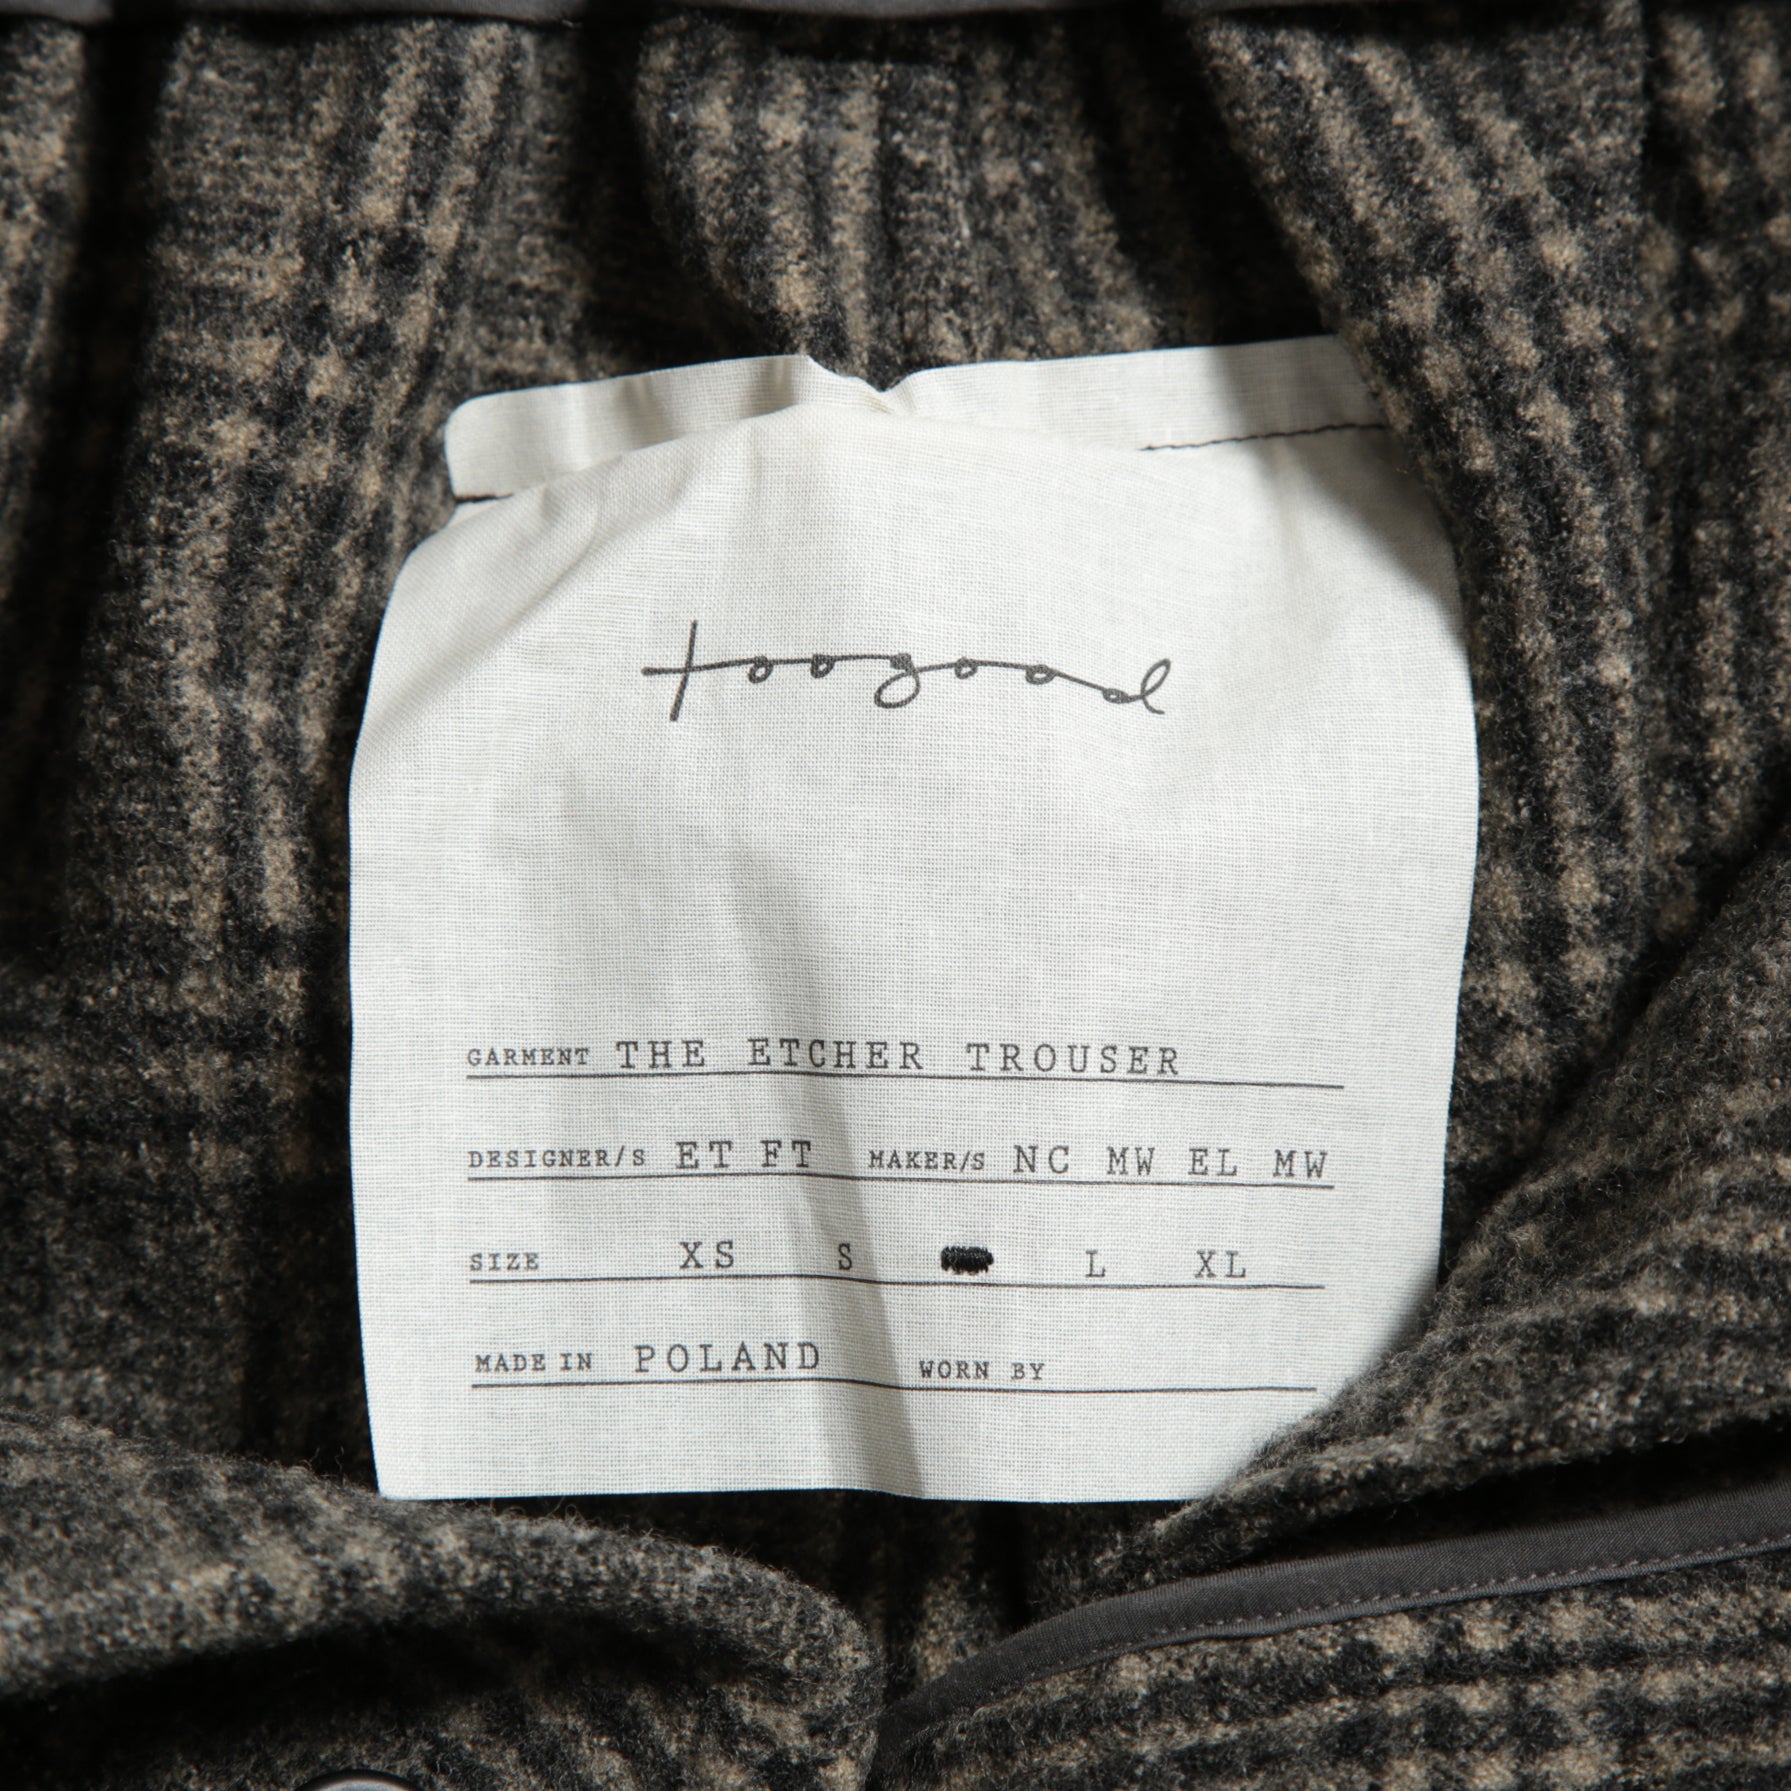 toogood
GARMENT THE ETCHER TROUSER
DESIGNER/S ET FT MAKER/S NC MW EL MW
SIZE XS S L XL
MADE IN POLAND WORN BY